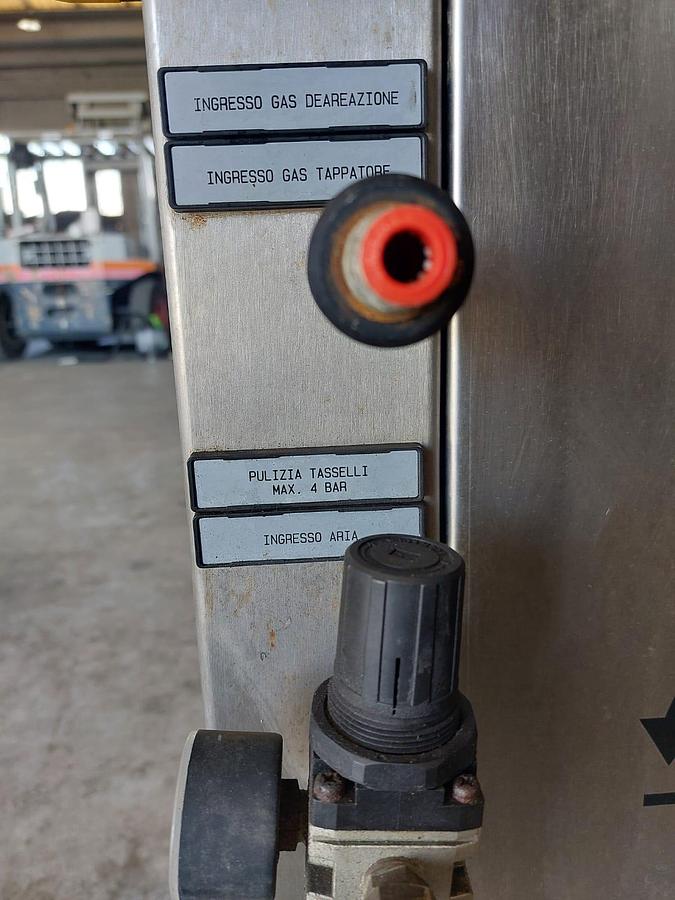 INGRESSO GAS DEAREAZIONE
INGRESSO GAS TAPPATORE
PULIZIA TASSELLI
MAX. 4 BAR
INGRESSO ARIA